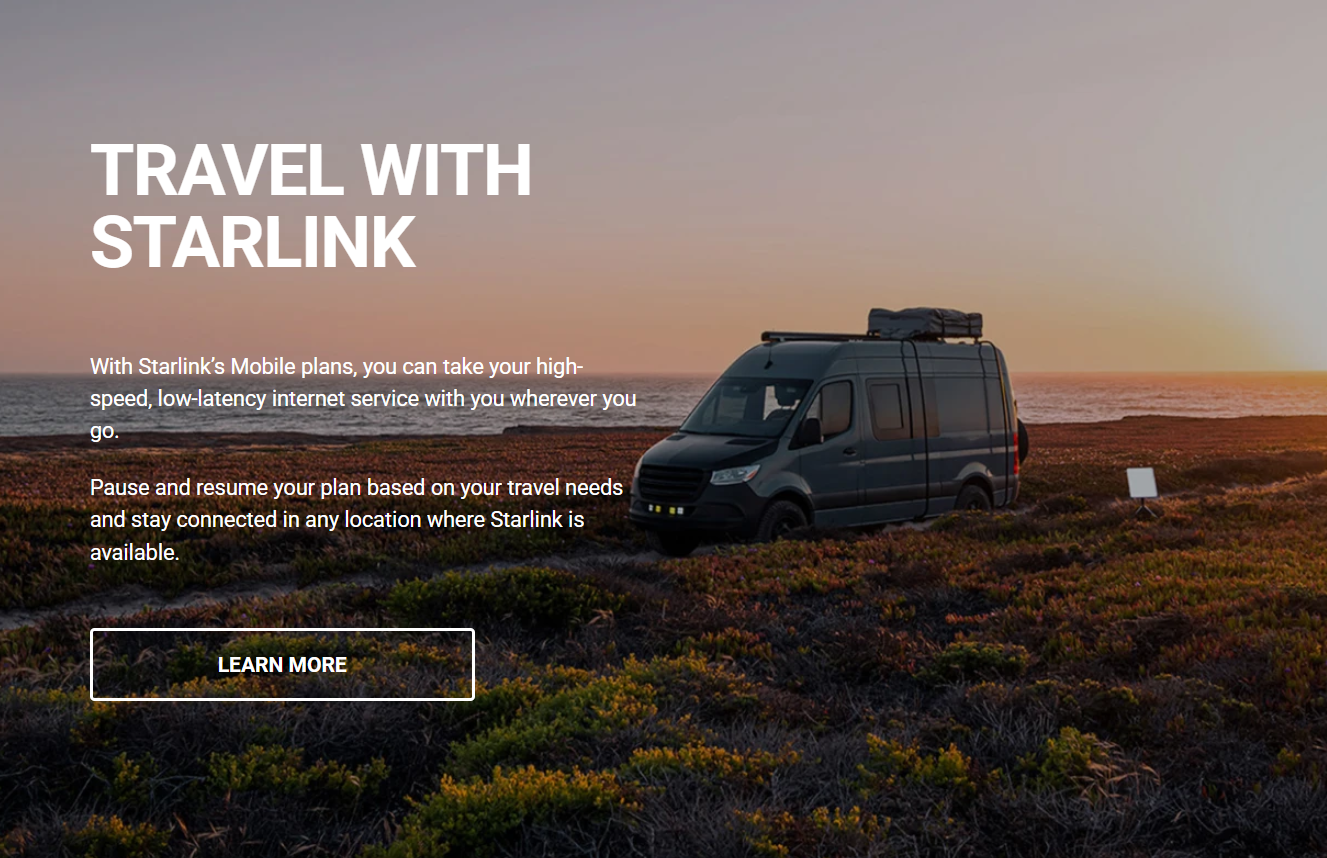 TRAVEL WITH
STARLINK
With Starlink’s Mobile plans, you can take your high-
speed, low-latency internet service with you wherever you
go.
Pause and resume your plan based on your travel needs
and stay connected in any location where Starlink is
available.
LEARN MORE